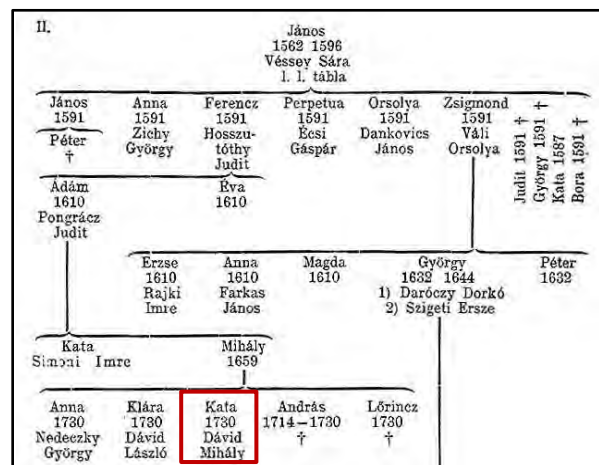 II.
János
1562 1596
Véssey Sára
l. I. tábla
János Anna Ferencz Perpetua Orsolya Zsigmond
1591 1591 1591 1591 1591 1591
Péter Zichy Hosszu- Écsi Dankovics Váli
† György tóthy Gáspár János Orsolya
Judit
Judit 1591 †
György 1591 †
Kata 1587
Bora 1591 †
Ádám Éva
1610 1610
Pongrácz
Judit
Erzse Anna Magda György Péter
1610 1610 1610 1632 1644 1632
Rajki Farkas 1) Daróczy Dorkó
Imre János 2) Szigeti Ersze
Kata Mihály
Simoni Imre 1659
Anna Klára Kata András Lőrincz
1730 1730 1730 1714–1730 1730
Nedeczky Dávid Dávid † †
György László Mihály